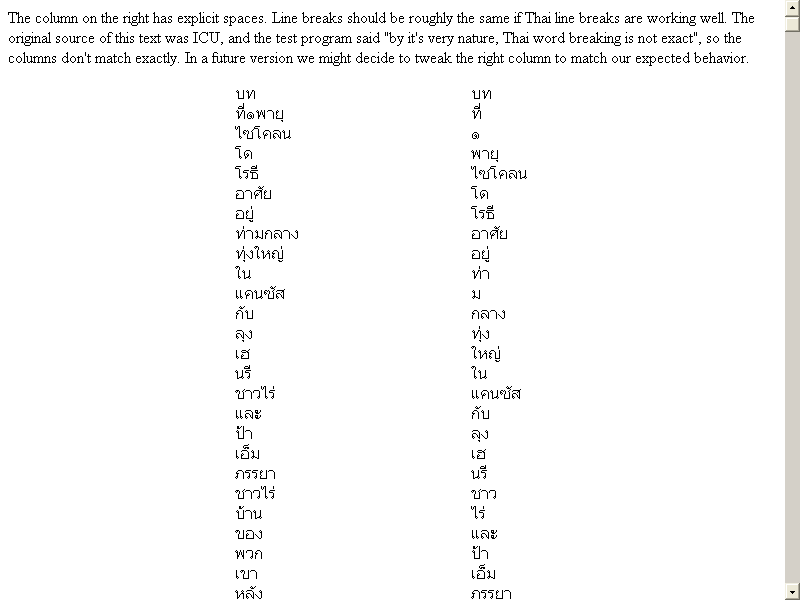 The column on the right has explicit spaces. Line breaks should be roughly the same if Thai line breaks are working well. The
original source of this text was ICU, and the test program said "by it's very nature, Thai word breaking is not exact", so the
columns don't match exactly. In a future version we might decide to tweak the right column to match our expected behavior.
บท
ที่๑พายุ
ไซโคลน
โด
โรธี
อาศัย
อยู่
ท่ามกลาง
ทุ่งใหญ่
ใน
แคนซัส
กับ
ลุง
เฮ
นรี
ชาวไร่
และ
ป้า
เอ็ม
ภรรยา
ชาวไร่
บ้าน
ของ
พวก
เขา
หลัง
บท
ที่
๑
พายุ
ไซโคลน
โด
โรธี
อาศัย
อยู่
ท่า
ม
กลาง
ทุ่ง
ใหญ่
ใน
แคนซัส
กับ
ลุง
เฮ
นรี
ชาว
ไร่
และ
ป้า
เอ็ม
ภรรยา